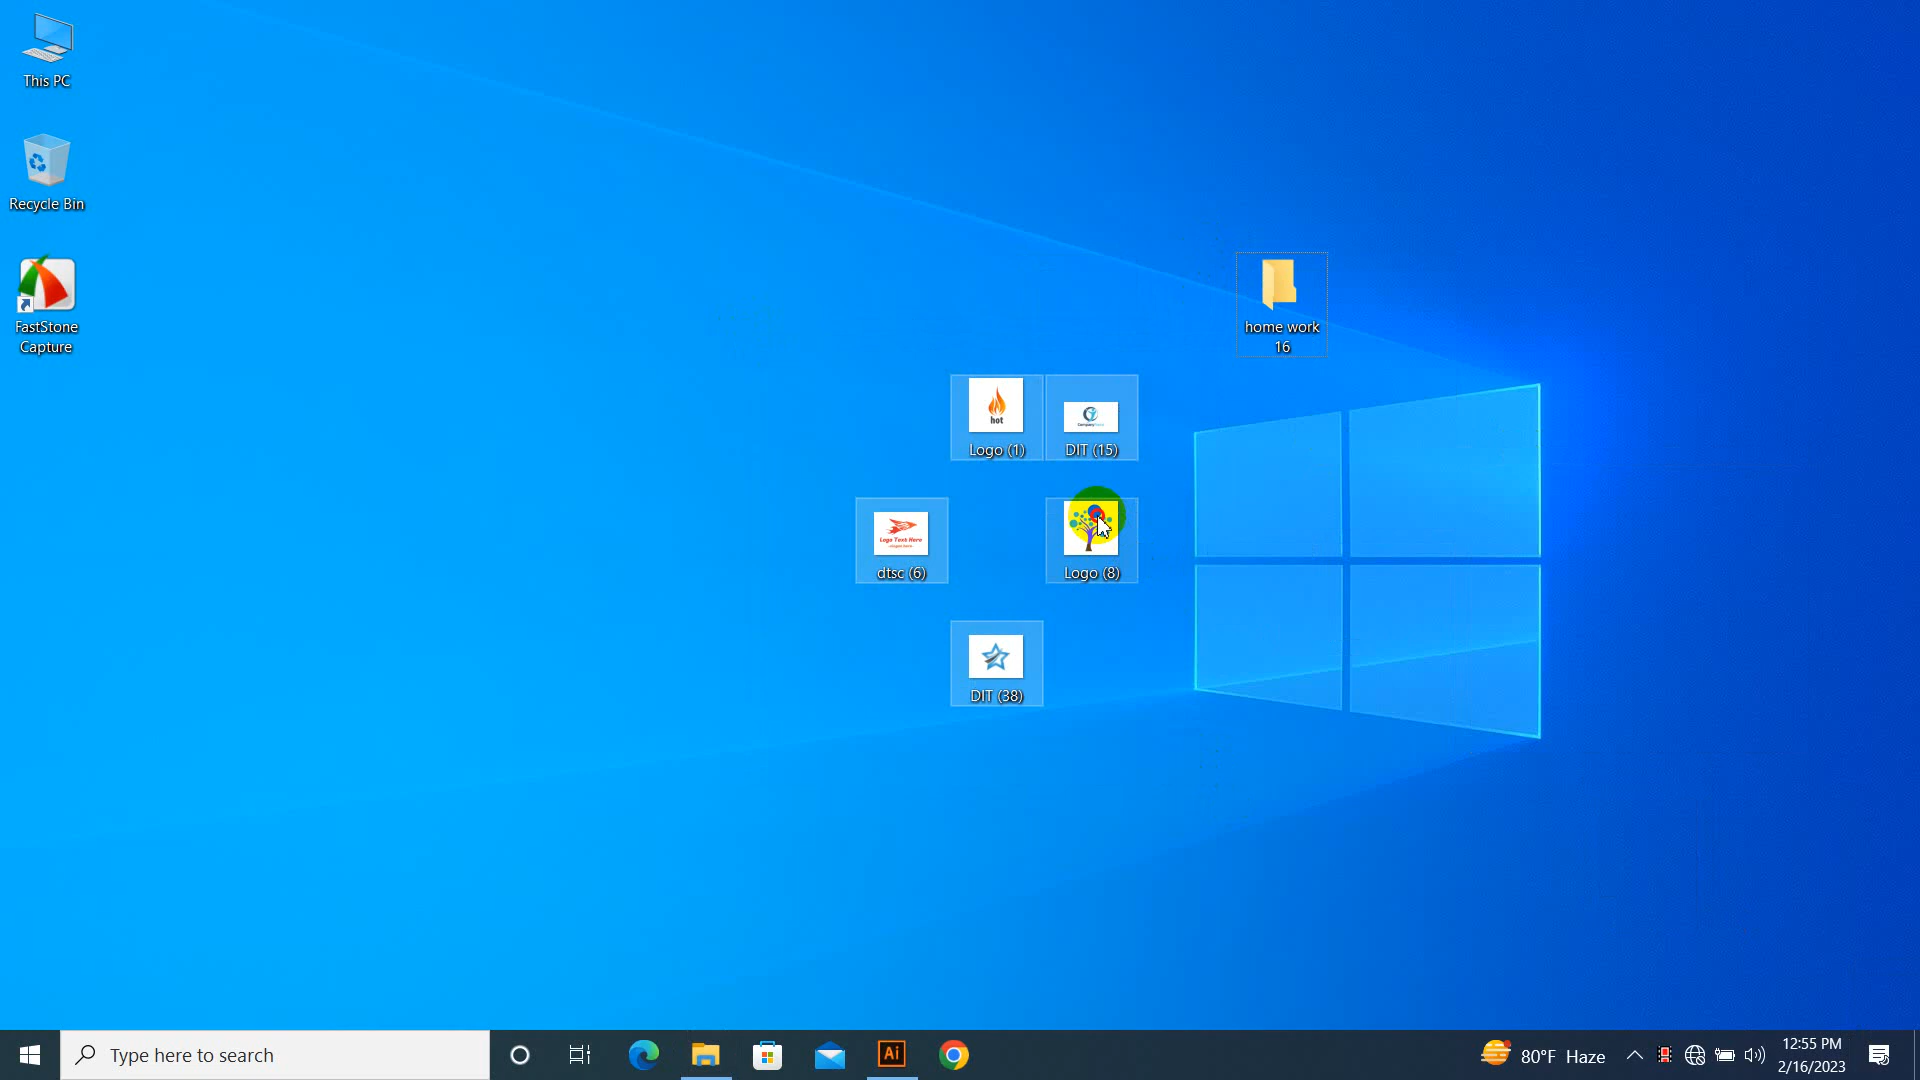 This PC
Recycle Bin
FastStone
Capture
home work
16
hot
Logo (1)
DIT (15)
Logo Text Here
dtsc (6)
Logo (8)
DIT (38)
Type here to search
Ai
80°F Haze
12:55 PM
2/16/2023